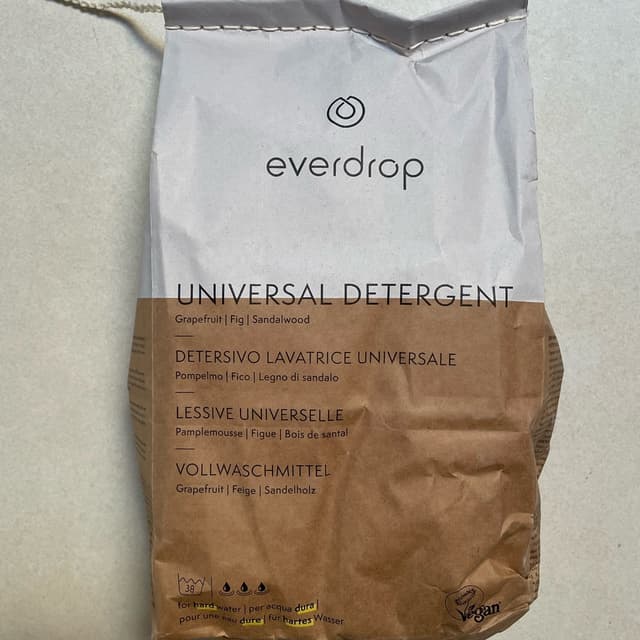 everdrop
UNIVERSAL DETERGENT
Grapefruit | Fig | Sandalwood
DETERSIVO LAVATRICE UNIVERSALE
Pompelmo | Fico | Legno di sandalo
LESSIVE UNIVERSELLE
Pamplemousse | Figue | Bois de santal
VOLLWASCHMITTEL
Grapefruit | Feige | Sandelholz
38
for hard water | per acqua dura |
pour une eau dure | für hartes Wasser
Vegan